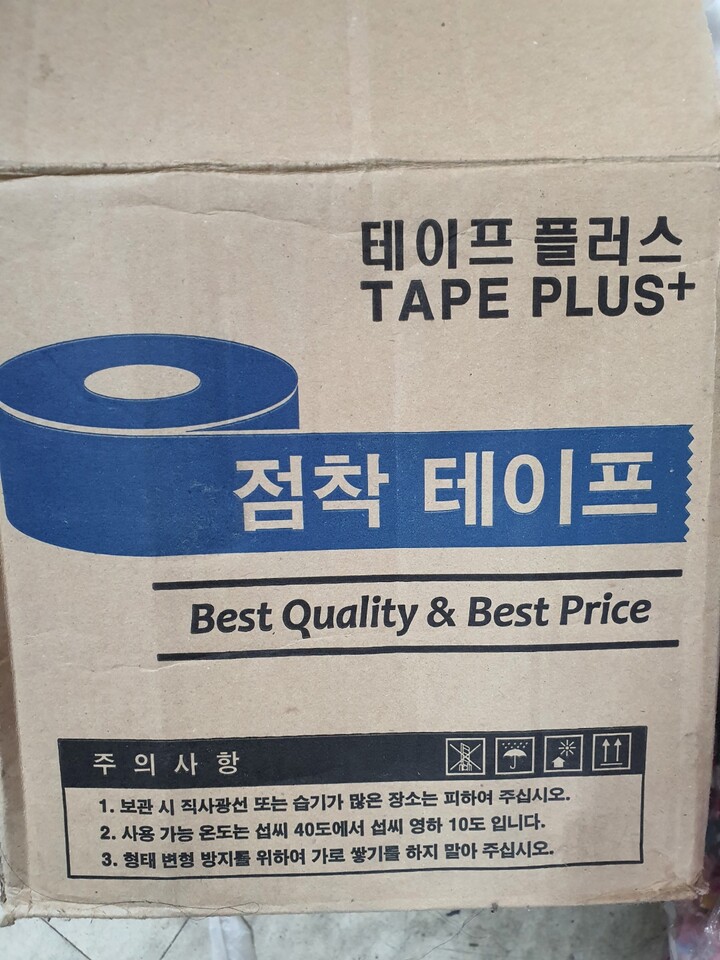 테이프 플러스
TAPE PLUS+
점착 테이프
Best Quality & Best Price
주의사항
1. 보관 시 직사광선 또는 습기가 많은 장소는 피하여 주십시오.
2. 사용 가능 온도는 섭씨 40도에서 섭씨 영하 10도 입니다.
3. 형태 변형 방지를 위하여 가로 쌓기를 하지 말아 주십시오.